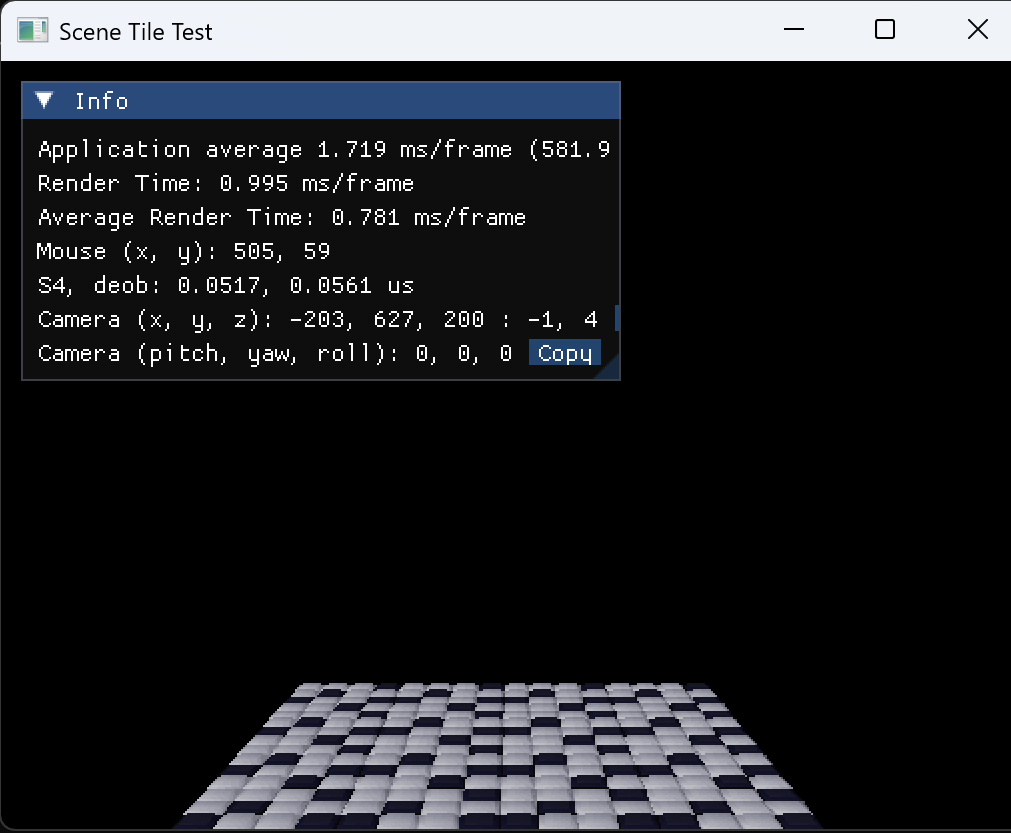 Scene Tile Test
Info
Application average 1.719 ms/frame (581.9
Render Time: 0.995 ms/frame
Average Render Time: 0.781 ms/frame
Mouse (x, y): 505, 59
S4, deob: 0.0517, 0.0561 us
Camera (x, y, z): -203, 627, 200 : -1, 4
Camera (pitch, yaw, roll): 0, 0, 0 Copy